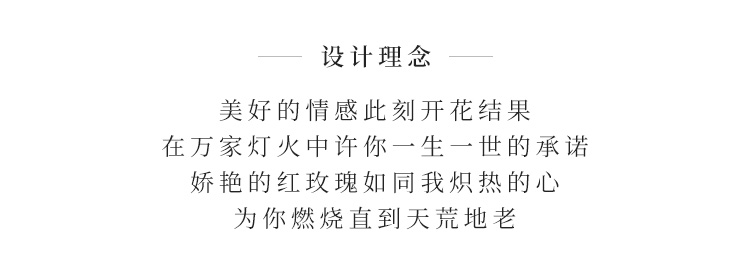 设计理念
美好的情感此刻开花结果
在万家灯火中许你一生一世的承诺
娇艳的红玫瑰如同我炽热的心
为你燃烧直到天荒地老